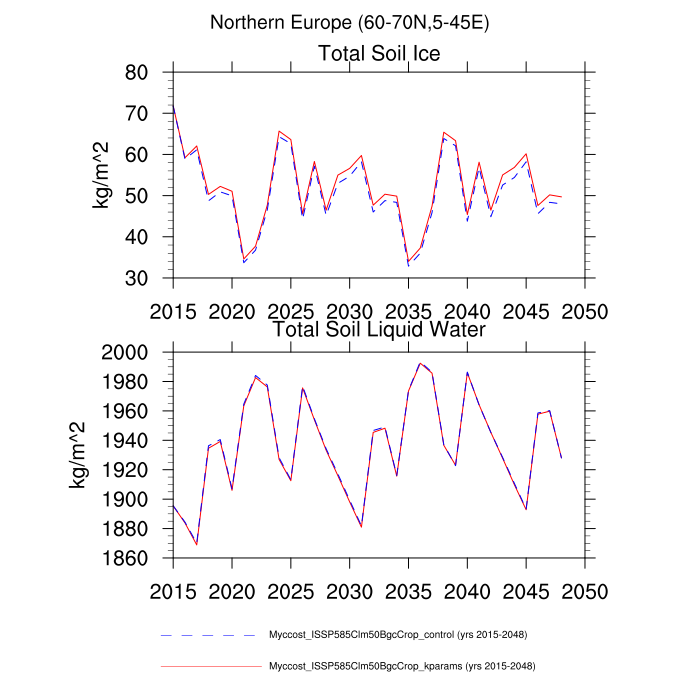 Northern Europe (60-70N,5-45E)
Total Soil Ice
80
70
60
50
40
30
kg/m^2
2015 2020 2025 2030 2035 2040 2045 2050
Total Soil Liquid Water
2000
1980
1960
1940
1920
1900
1880
1860
kg/m^2
2015 2020 2025 2030 2035 2040 2045 2050
Myccost_ISSP585Clm50BgcCrop_control (yrs 2015-2048)
Myccost_ISSP585Clm50BgcCrop_kparams (yrs 2015-2048)